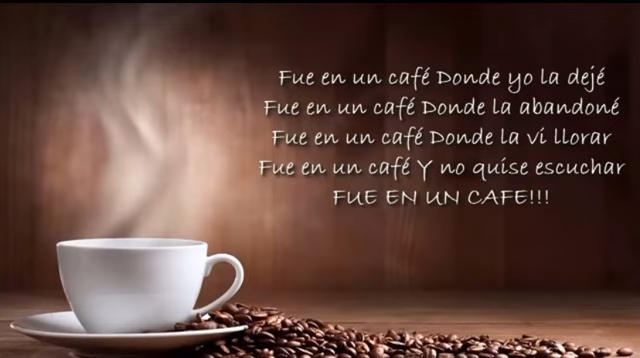 Fue en un café Donde yo la dejé
Fue en un café Donde la abandoné
Fue en un café Donde la vi llorar
Fue en un café Y no quise escuchar
FUE EN UN CAFE!!!